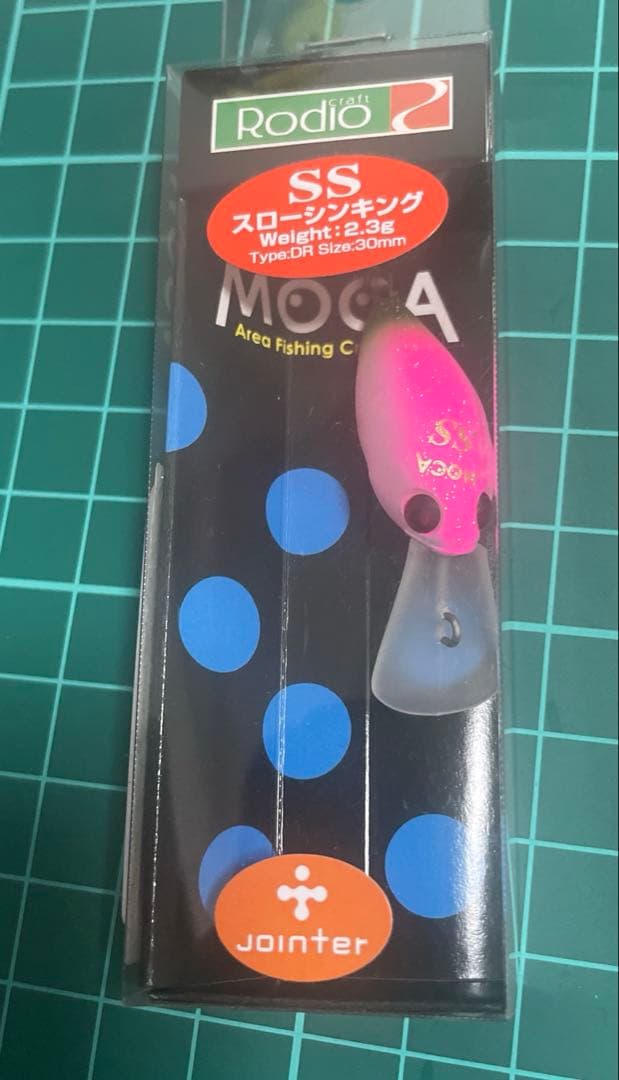 Rodio craft
SS
スローシンキング
Weight:2.3g
Type:DR Size:30mm
MOCA
Area Fishing
SS
MOCA
JOINTER